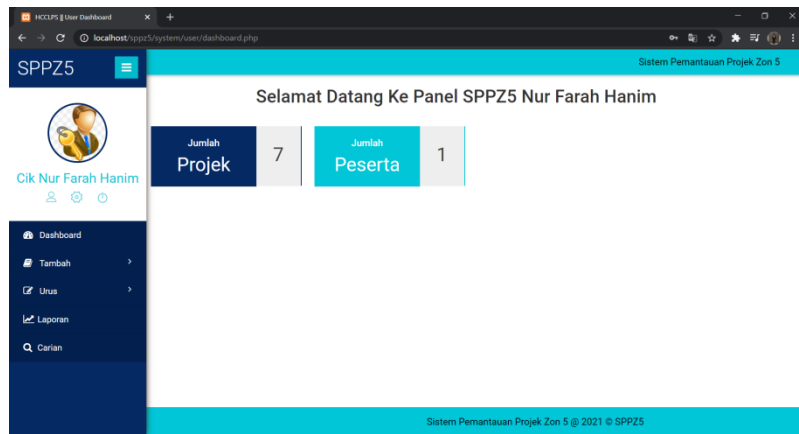 HCCLPS || User Dashboard
localhost/sppz5/system/user/dashboard.php
SPPZ5
Sistem Pemantauan Projek Zon 5
Selamat Datang Ke Panel SPPZ5 Nur Farah Hanim
Jumlah
Projek
7
Jumlah
Peserta
1
Cik Nur Farah Hanim
Dashboard
Tambah
Urus
Laporan
Carian
Sistem Pemantauan Projek Zon 5 @ 2021 © SPPZ5